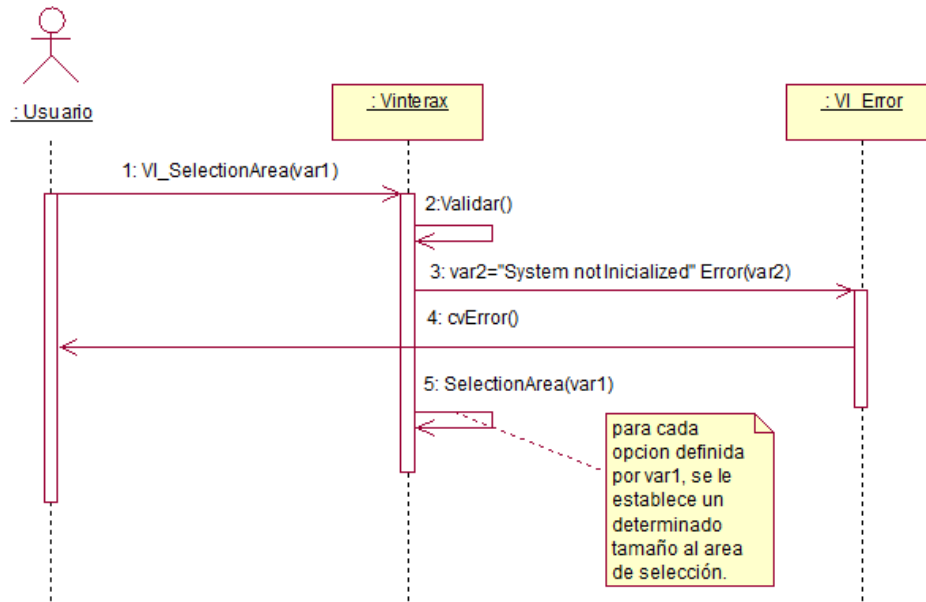 : Usuario
: Vinterax
: VI_Error
1: VI_SelectionArea(var1)
2:Validar()
3: var2="System not Inicialized" Error(var2)
4: cvError()
5: SelectionArea(var1)
para cada
opcion definida
por var1, se le
establece un
determinado
tamaño al area
de selección.